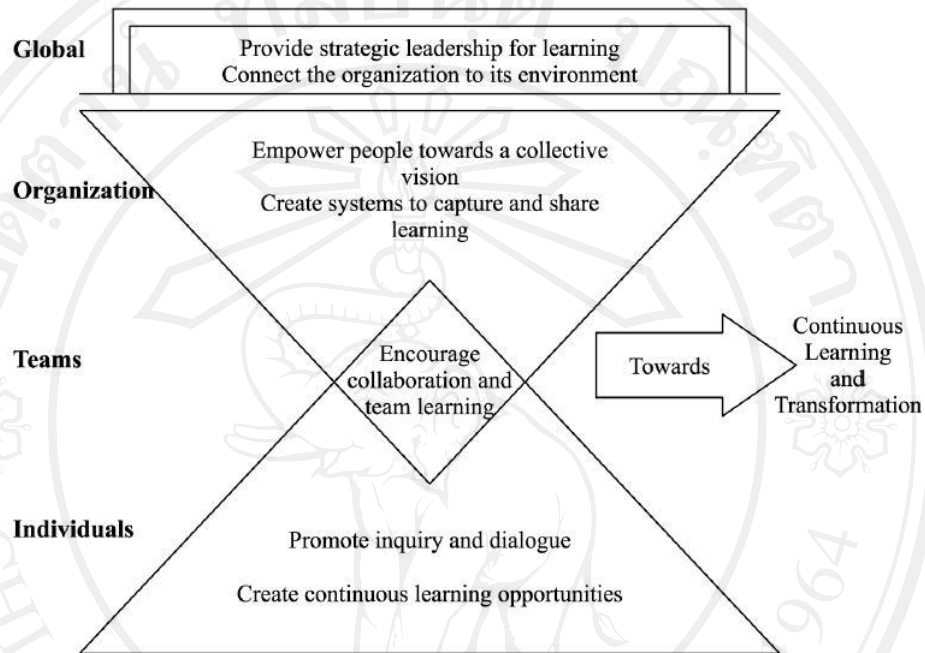 Global
Provide strategic leadership for learning
Connect the organization to its environment
Organization
Empower people towards a collective
vision
Create systems to capture and share
learning
Teams
Encourage
collaboration and
team learning
Towards
Continuous
Learning
and
Transformation
Individuals
Promote inquiry and dialogue
Create continuous learning opportunities
964